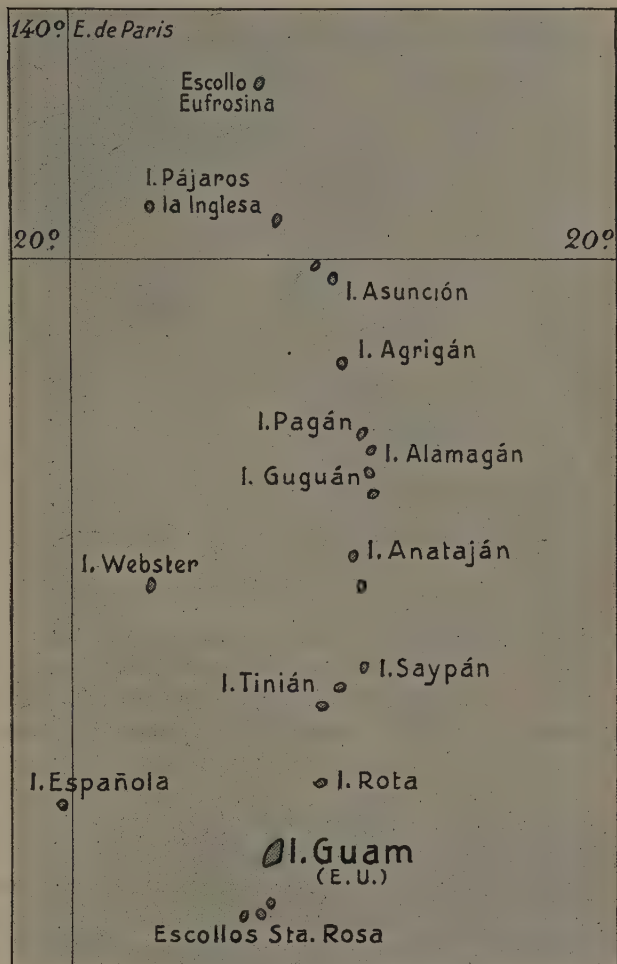 140º E. de Paris
Escollo
Eufrosina
I. Pájaros
la Inglesa
20º 20º
I. Asunción
I. Agrigán
I. Pagán
I. Alamagán
I. Guguán
I. Anataján
I. Webster
I. Saypán
I. Tinián
I. Española
I. Rota
I. Guam
(E. U.)
Escollos Sta. Rosa